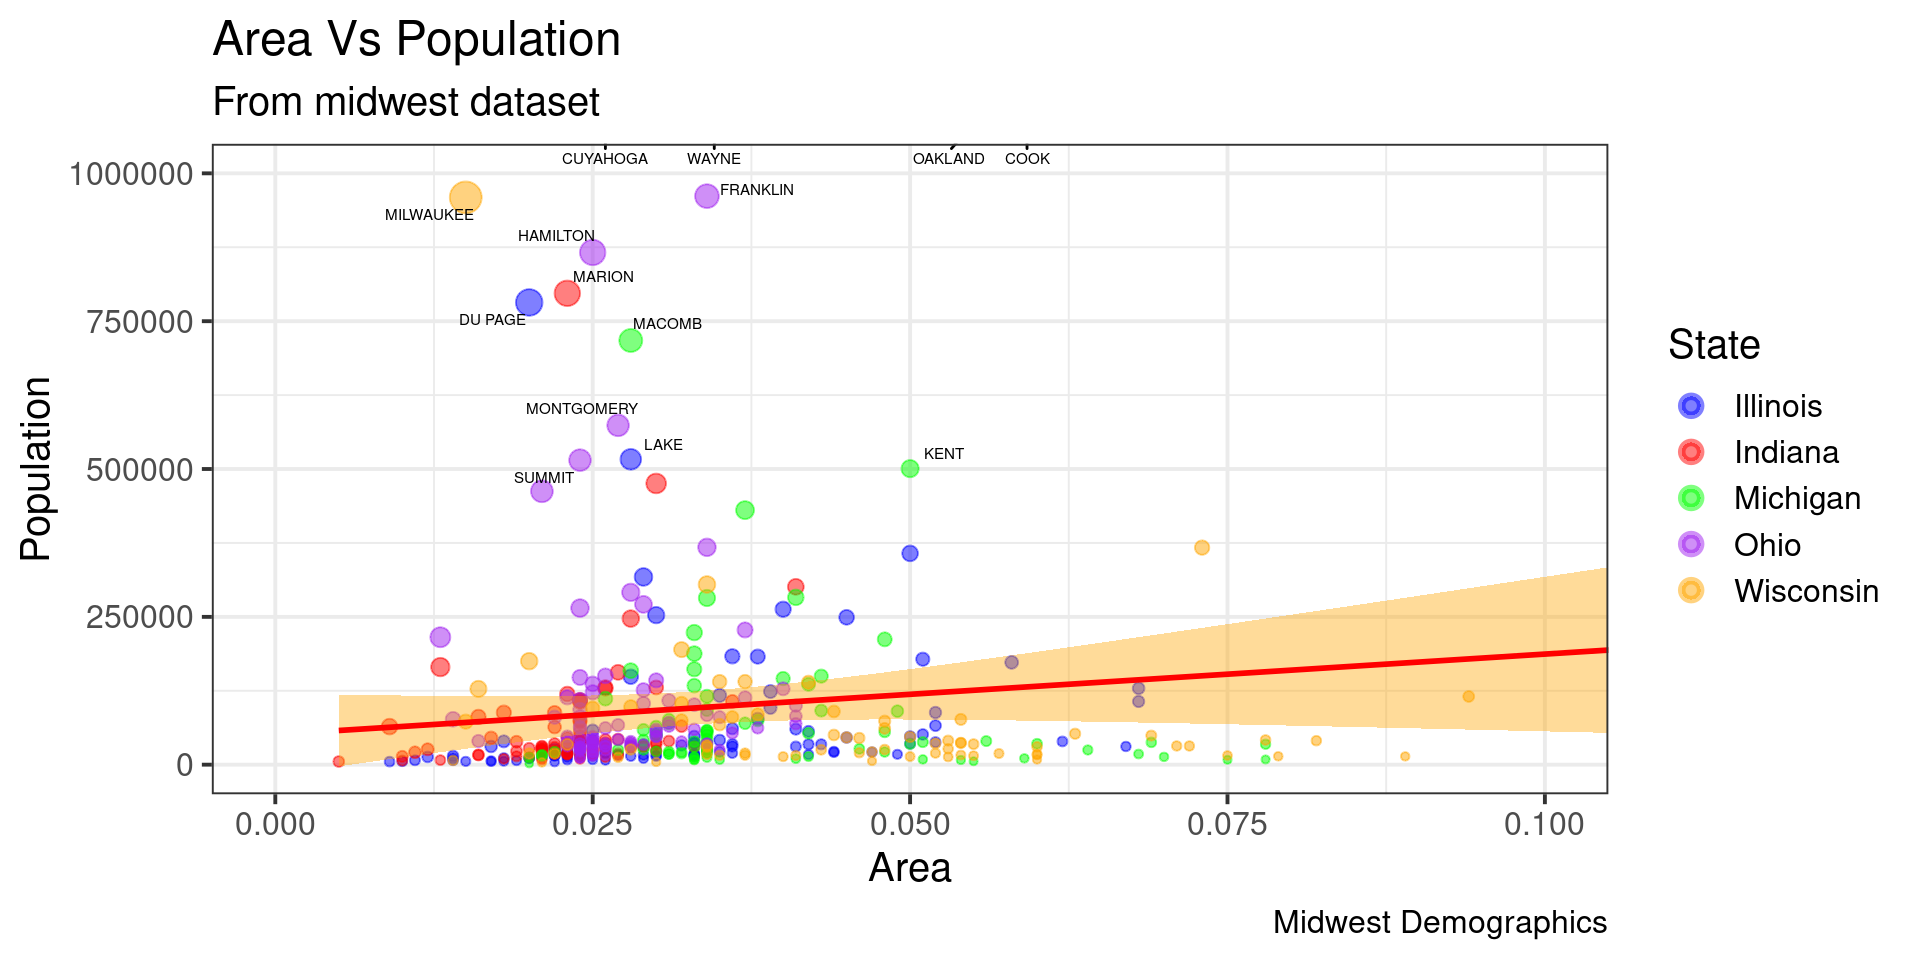 Area Vs Population
From midwest dataset
CUYAHOGA WAYNE OAKLAND COOK
1000000
FRANKLIN
MILWAUKEE
HAMILTON
MARION
DU PAGE
750000
MACOMB
State
Illinois
Indiana
Michigan
Ohio
Wisconsin
Population
MONTGOMERY
LAKE
KENT
500000
SUMMIT
250000
0
0.000 0.025 0.050 0.075 0.100
Area
Midwest Demographics